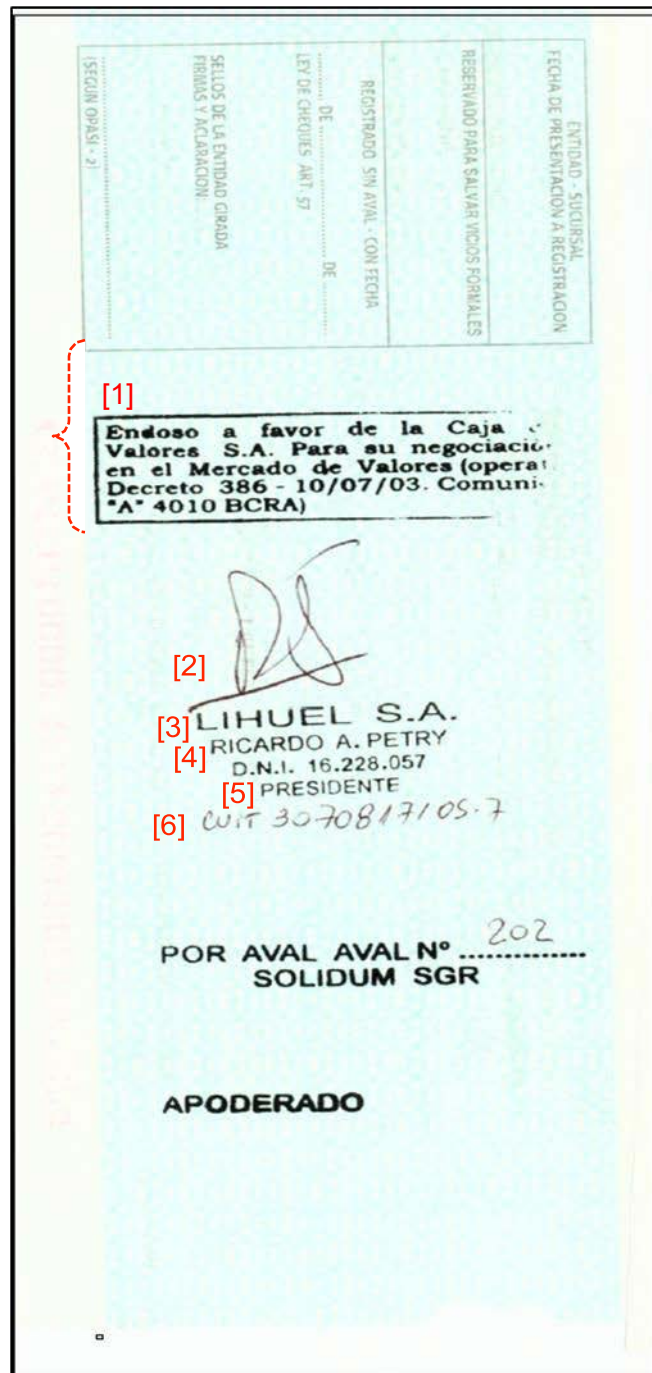 ENTIDAD - SUCURSAL
FECHA DE PRESENTACION A REGISTRACION
RESERVADO PARA SALVAR VICIOS FORMALES
REGISTRADO SIN AVAL - CON FECHA
........... DE .............................. DE ...........
LEY DE CHEQUES ART. 57
SELLOS DE LA ENTIDAD GIRADA
FIRMAS Y ACLARACION:
(SEGUN OPASI - 2)
[1]
Endoso a favor de la Caja
Valores S.A. Para su negociació
en el Mercado de Valores (opera
Decreto 386 - 10/07/03. Comuni
"A" 4010 BCRA)
[2]
[3] LIHUEL S.A.
[4] RICARDO A. PETRY
D.N.I. 16.228.057
[5] PRESIDENTE
[6] CUIT 3070817105-7
POR AVAL AVAL Nº 202
SOLIDUM SGR
APODERADO